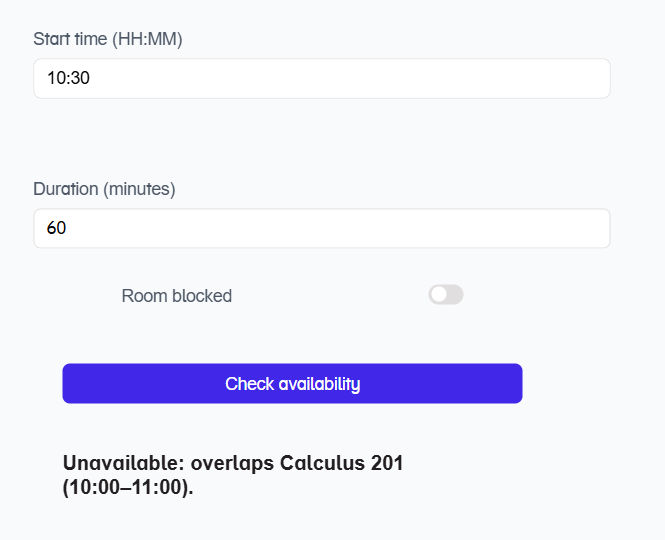 Start time (HH:MM)
10:30
Duration (minutes)
60
Room blocked
Check availability
Unavailable: overlaps Calculus 201
(10:00–11:00).